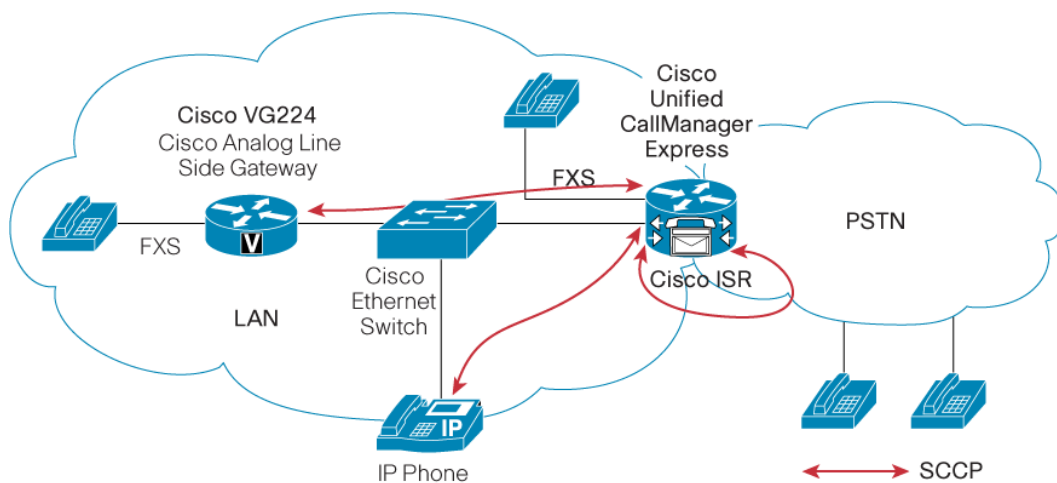 Cisco VG224
Cisco Analog Line
Side Gateway
Cisco
Unified
CallManager
Express
FXS
PSTN
FXS
V
Cisco
Ethernet
Switch
Cisco ISR
LAN
IP
IP Phone
SCCP